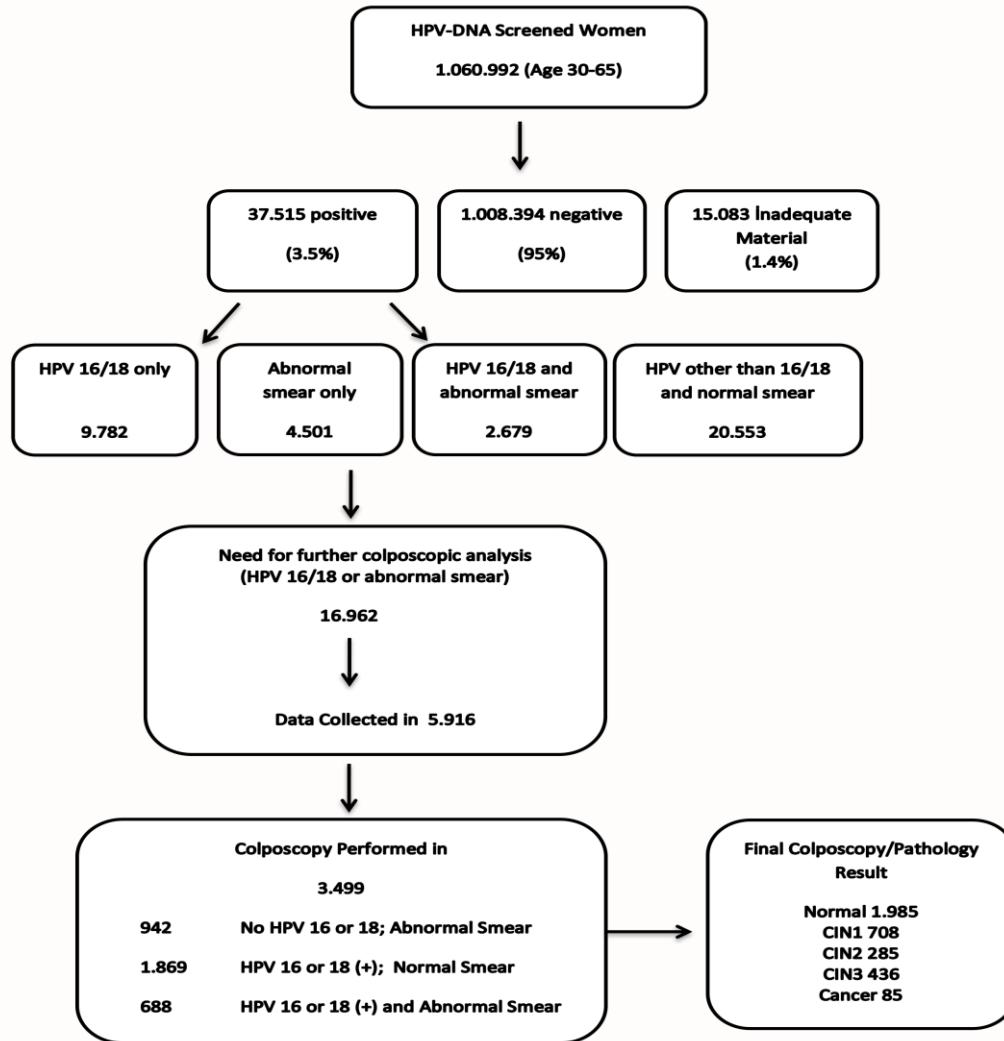 HPV-DNA Screened Women
1.060.992 (Age 30-65)
37.515 positive
(3.5%)
1.008.394 negative
(95%)
15.083 İnadequate
Material
(1.4%)
HPV 16/18 only
9.782
Abnormal
smear only
4.501
HPV 16/18 and
abnormal smear
2.679
HPV other than 16/18
and normal smear
20.553
Need for further colposcopic analysis
(HPV 16/18 or abnormal smear)
16.962
Data Collected in 5.916
Colposcopy Performed in
3.499
942 No HPV 16 or 18; Abnormal Smear
1.869 HPV 16 or 18 (+); Normal Smear
688 HPV 16 or 18 (+) and Abnormal Smear
Final Colposcopy/Pathology
Result
Normal 1.985
CIN1 708
CIN2 285
CIN3 436
Cancer 85